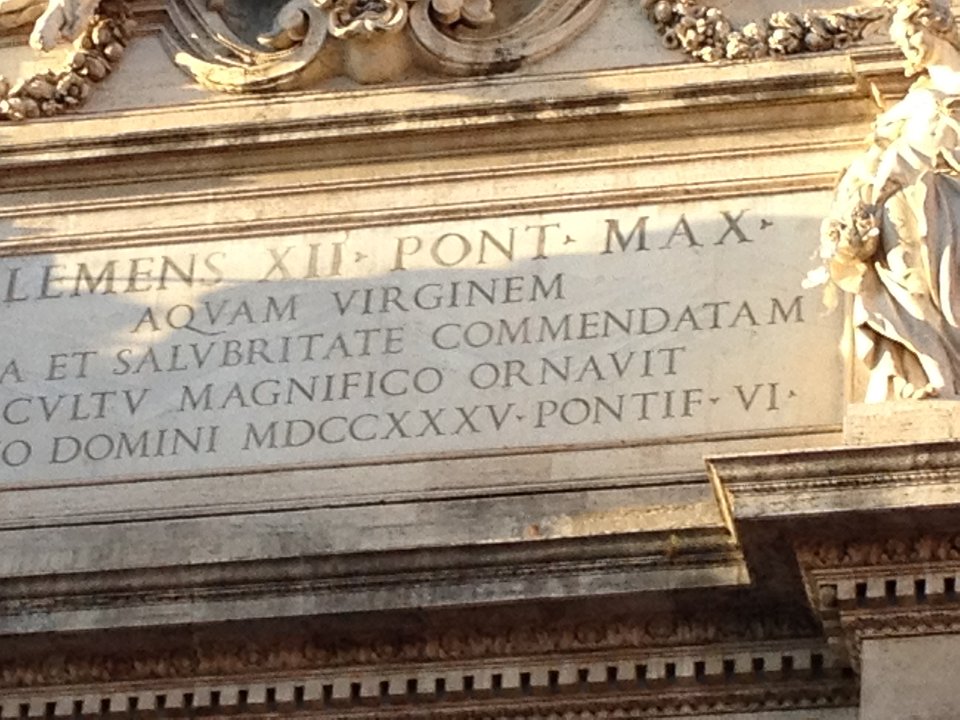 LEMENS XII · PONT · MAX ·
AQVAM VIRGINEM
A ET SALVBRITATE COMMENDATAM
CVLTV MAGNIFICO ORNAVIT
O DOMINI MDCCXXXV · PONTIF · VI ·